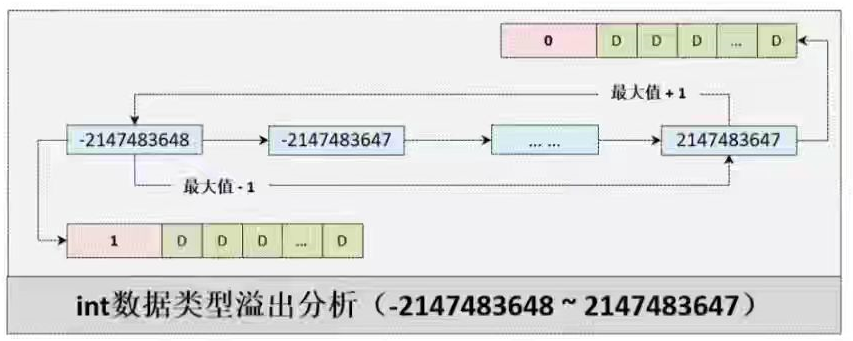 0 D D D ... D
最大值 + 1
-2147483648 -2147483647 ... ... 2147483647
最大值 - 1
1 D D D ... D
int数据类型溢出分析（-2147483648 ~ 2147483647）